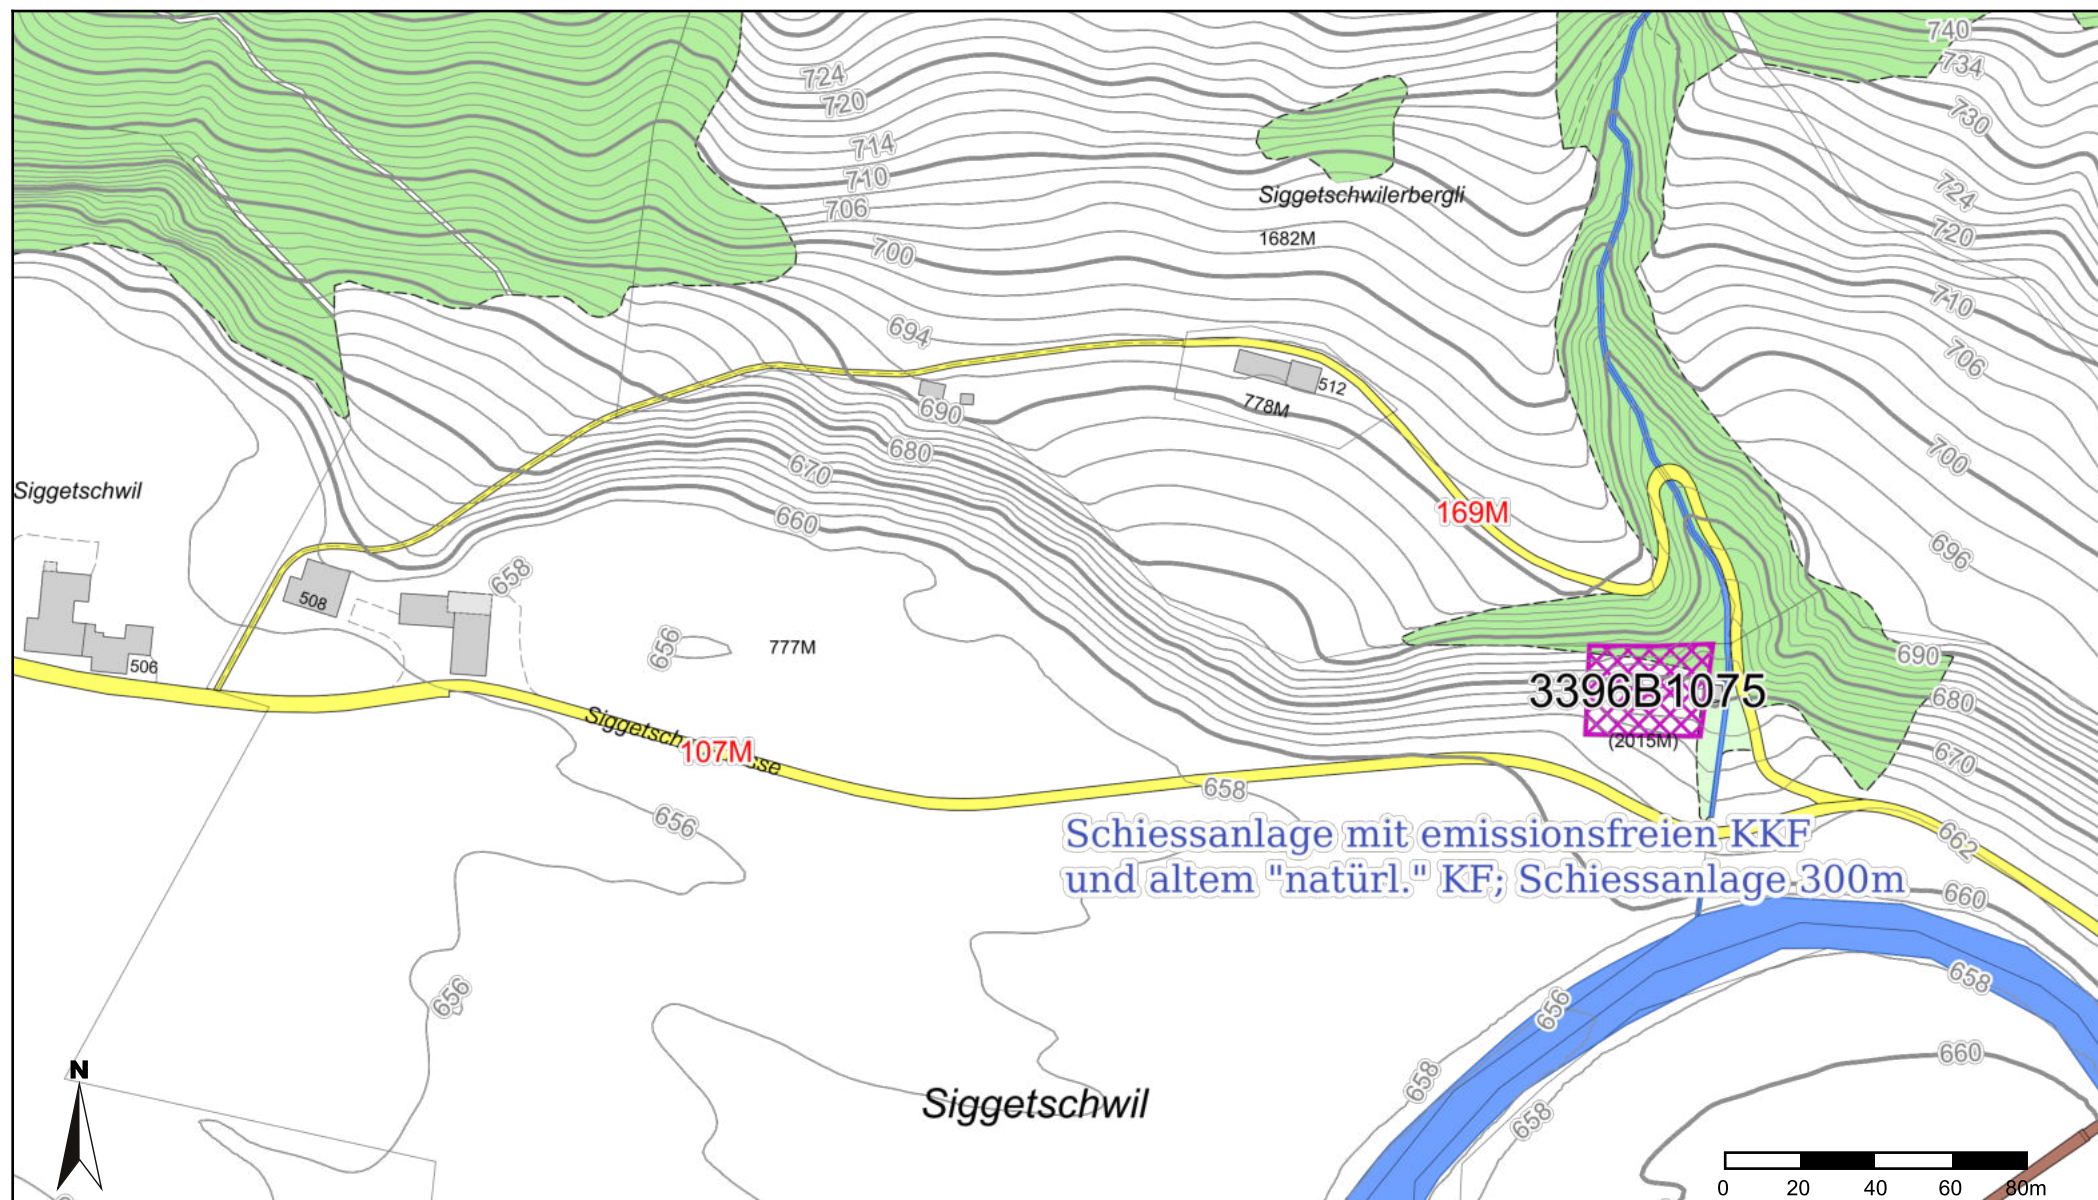 740
734
724
720
730
714
710
724
Siggetschwilerbergli
706
1682M
720
700
710
694
706
512
690
778M
680
700
670
Siggetschwil
169M
660
696
658
508
656
777M
690
506
3396B1075
680
(2015M)
107M
670
658
656
Schiessanlage mit emissionsfreien KKF
662
und altem "natürl." KF; Schiessanlage 300m
660
658
656
656
660
658
N
Siggetschwil
658
0 20 40 60 80m